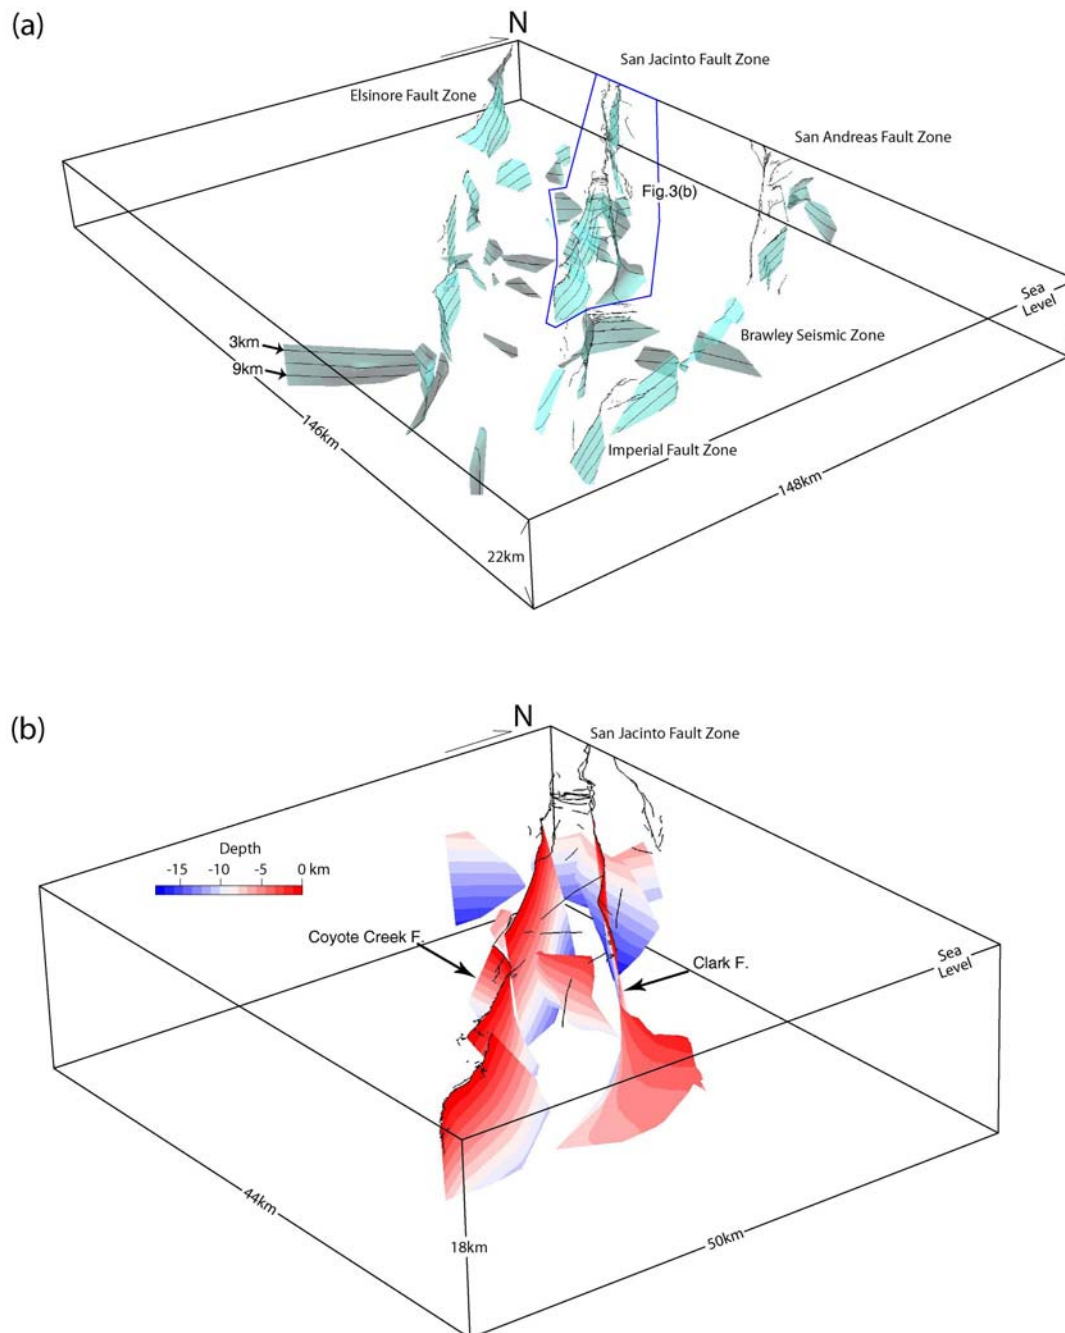 (a)
N
San Jacinto Fault Zone
Elsinore Fault Zone
San Andreas Fault Zone
Fig.3(b)
Sea
Level
Brawley Seismic Zone
3km
9km
146km
Imperial Fault Zone
148km
22km
(b)
N
San Jacinto Fault Zone
Depth
-15 -10 -5 0 km
Coyote Creek F.
Sea
Level
Clark F.
44km
18km
50km